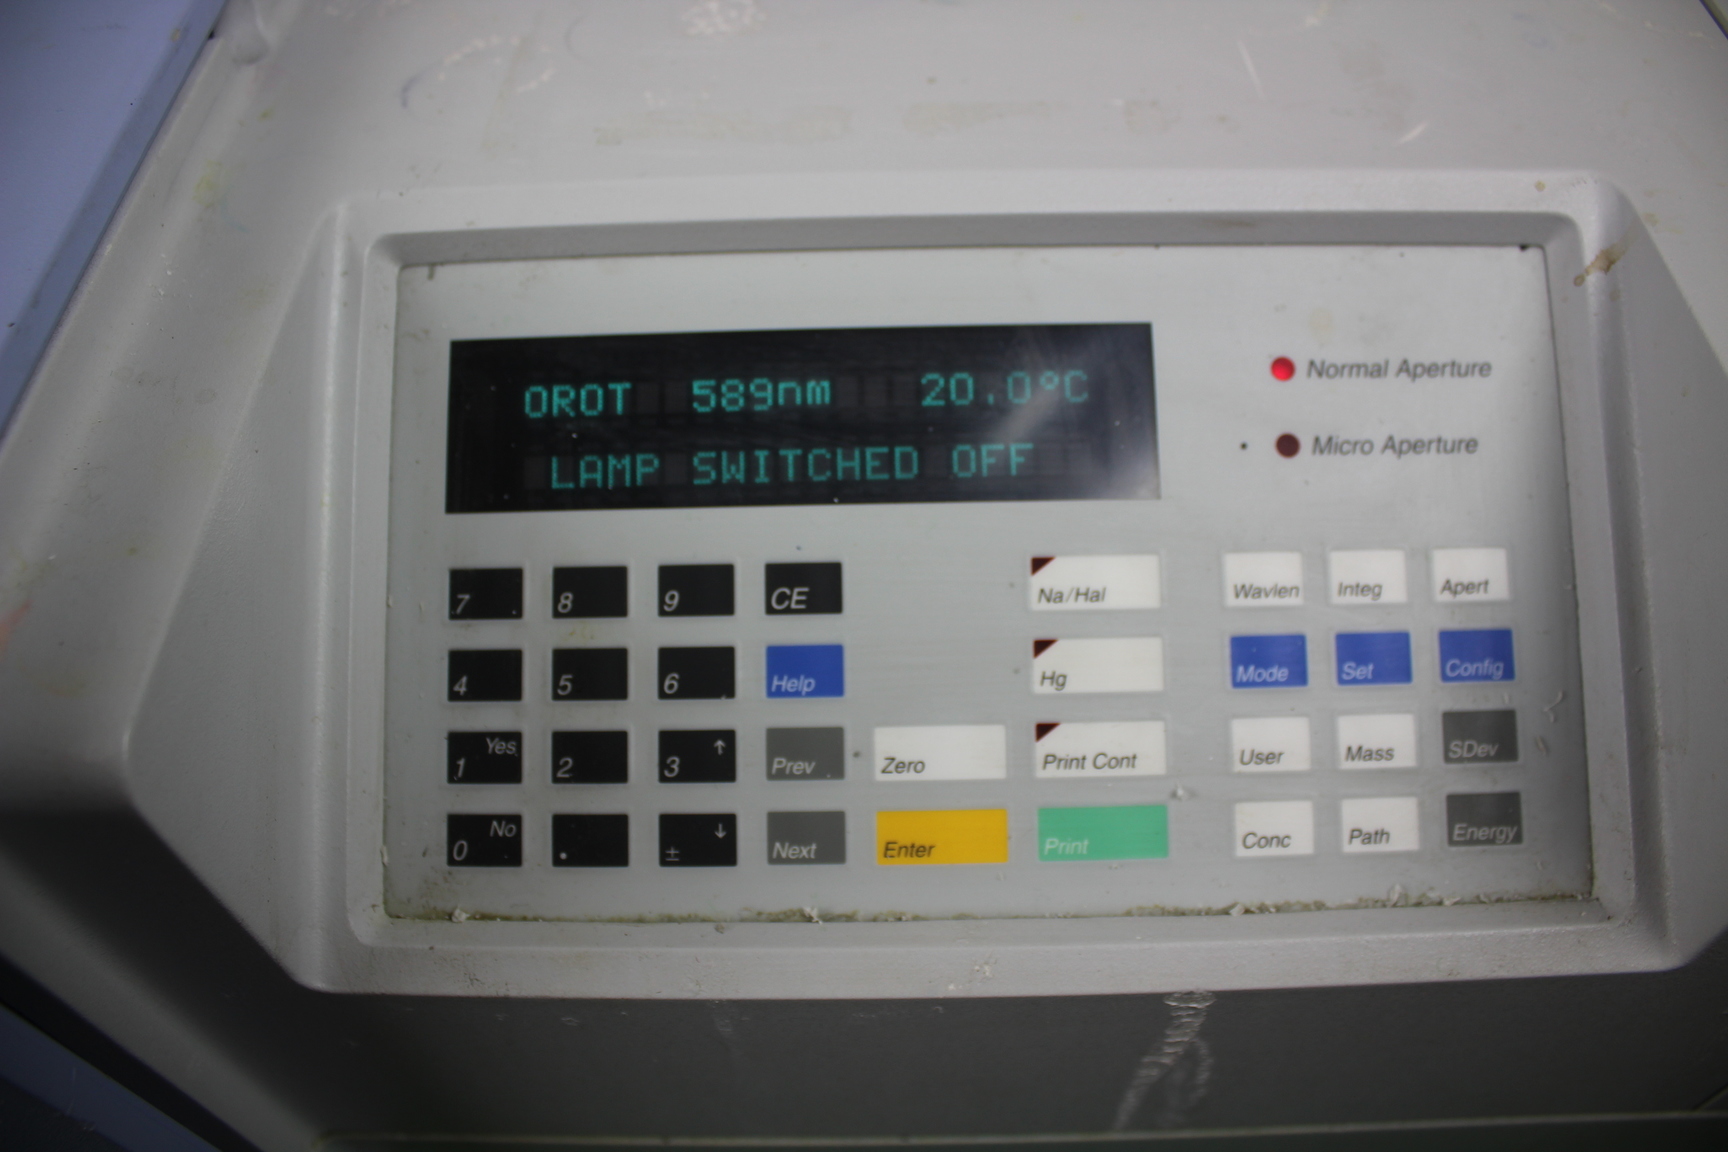 OROT 589nm 20.0°C
LAMP SWITCHED OFF
Normal Aperture
Micro Aperture
7 8 9 CE Na/Hal Wavlen Integ Apert
4 5 6 Help Hg Mode Set Config
1 Yes 2 3 ↑ Prev Zero Print Cont User Mass SDev
0 No . ± ↓ Next Enter Print Conc Path Energy